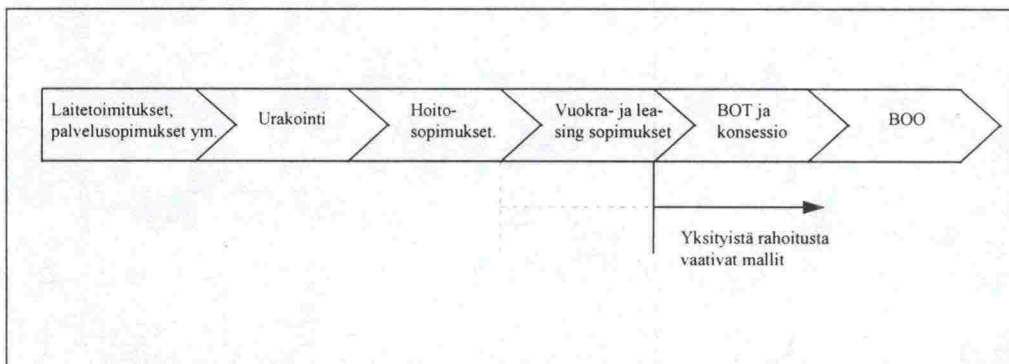 Laitetoimitukset,
palvelusopimukset ym.
Urakointi
Hoito-
sopimukset.
Vuokra- ja lea-
sing sopimukset
BOT ja
konsessio
BOO
Yksityistä rahoitusta
vaativat mallit